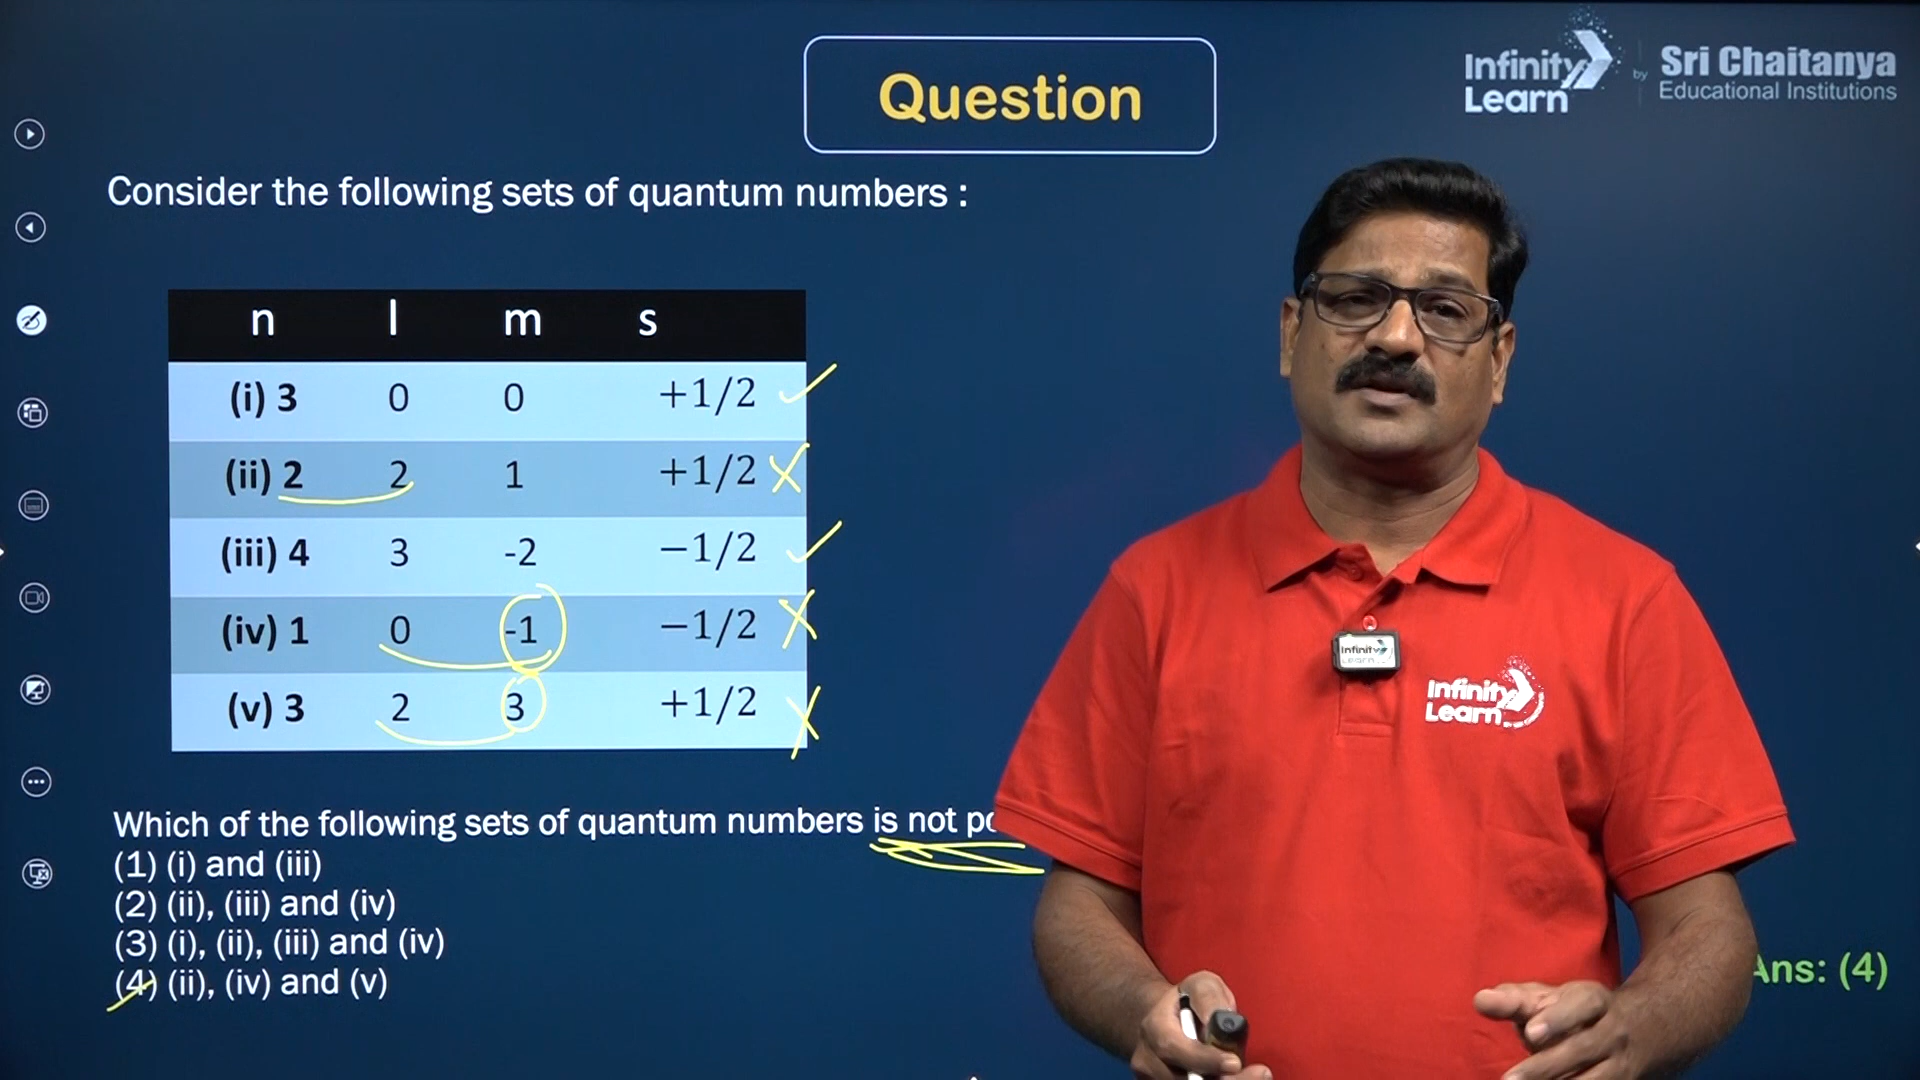 Question
Infinity Learn by Sri Chaitanya Educational Institutions
Consider the following sets of quantum numbers :
n l m s
(i) 3 0 0 +1/2
(ii) 2 2 1 +1/2
(iii) 4 3 -2 −1/2
(iv) 1 0 -1 −1/2
(v) 3 2 3 +1/2
Which of the following sets of quantum numbers is not
(1) (i) and (iii)
(2) (ii), (iii) and (iv)
(3) (i), (ii), (iii) and (iv)
(4) (ii), (iv) and (v)
Ans: (4)
Infinity Learn
Infinity Learn